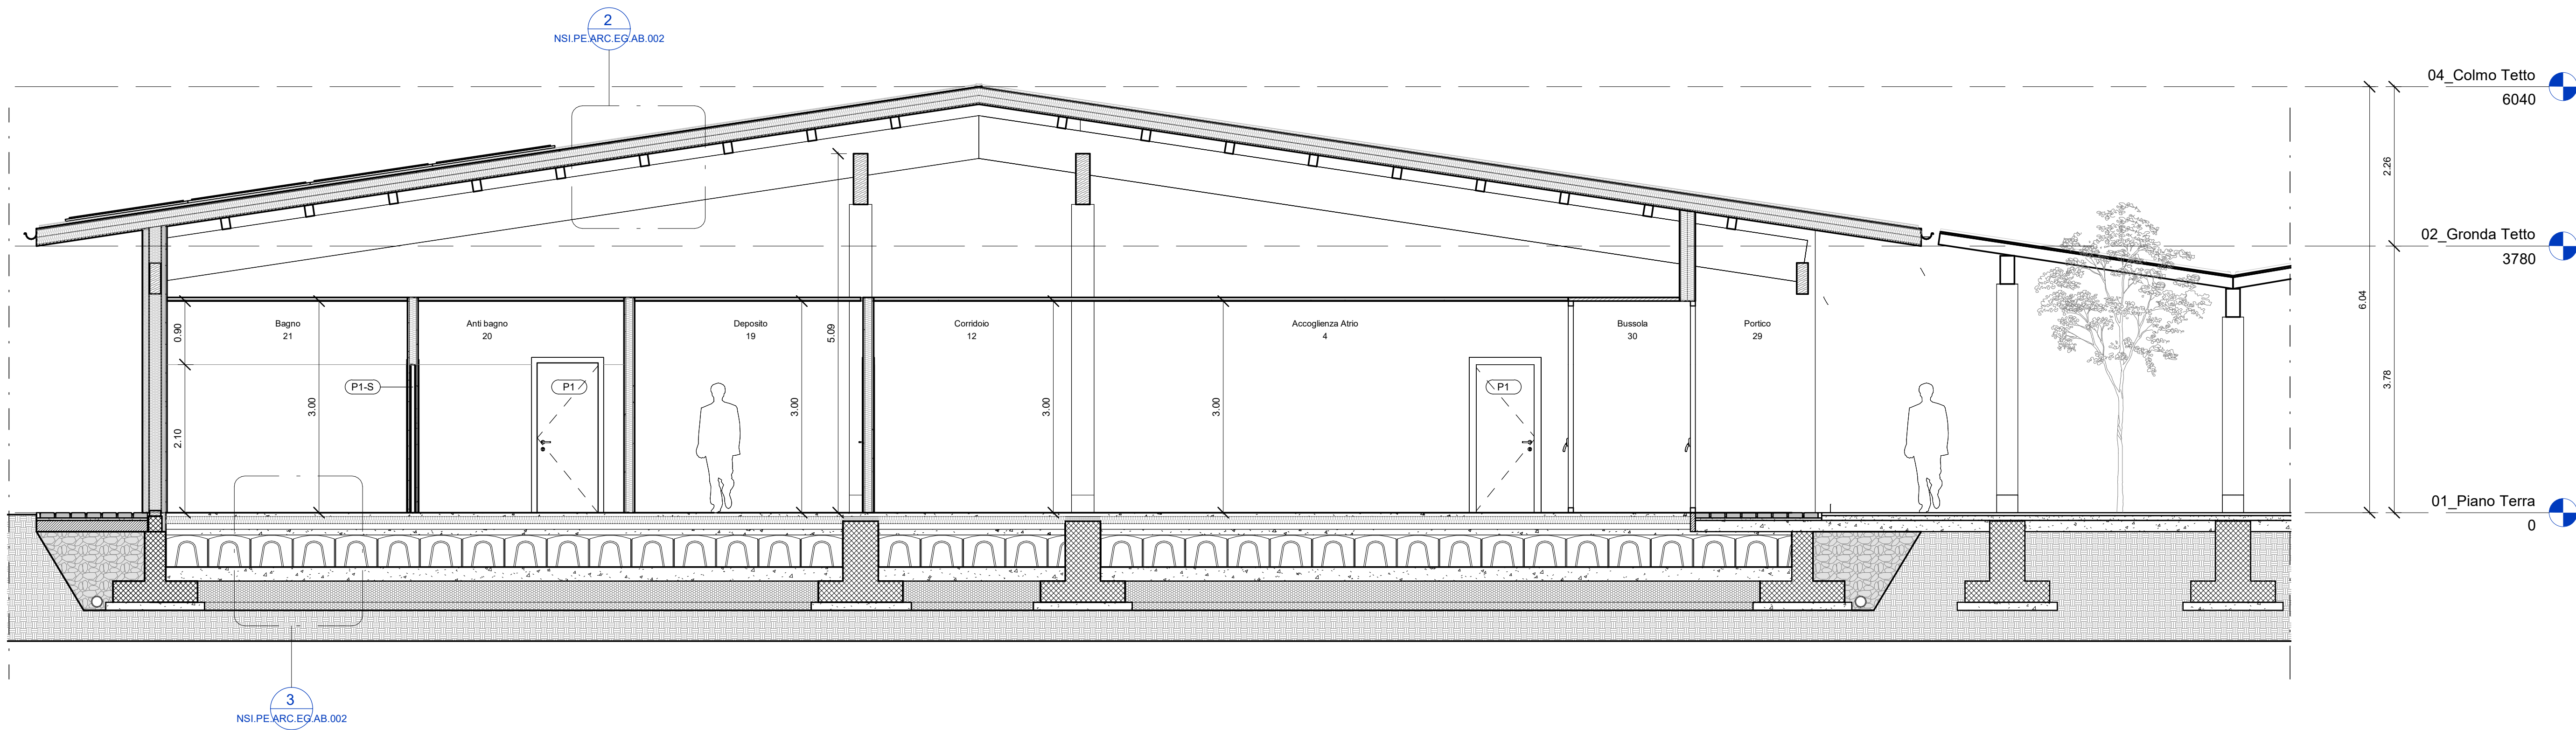 2
NSI.PE.ARC.EG.AB.002
04_Colmo Tetto
6040
2.26
02_Gronda Tetto
3780
6.04
3.78
0.90
Bagno
21
Anti bagno
20
Deposito
19
5.09
Corridoio
12
Accoglienza Atrio
4
Bussola
30
Portico
29
P1-S
P1
P1
2.10
3.00
3.00
3.00
3.00
01_Piano Terra
0
3
NSI.PE.ARC.EG.AB.002